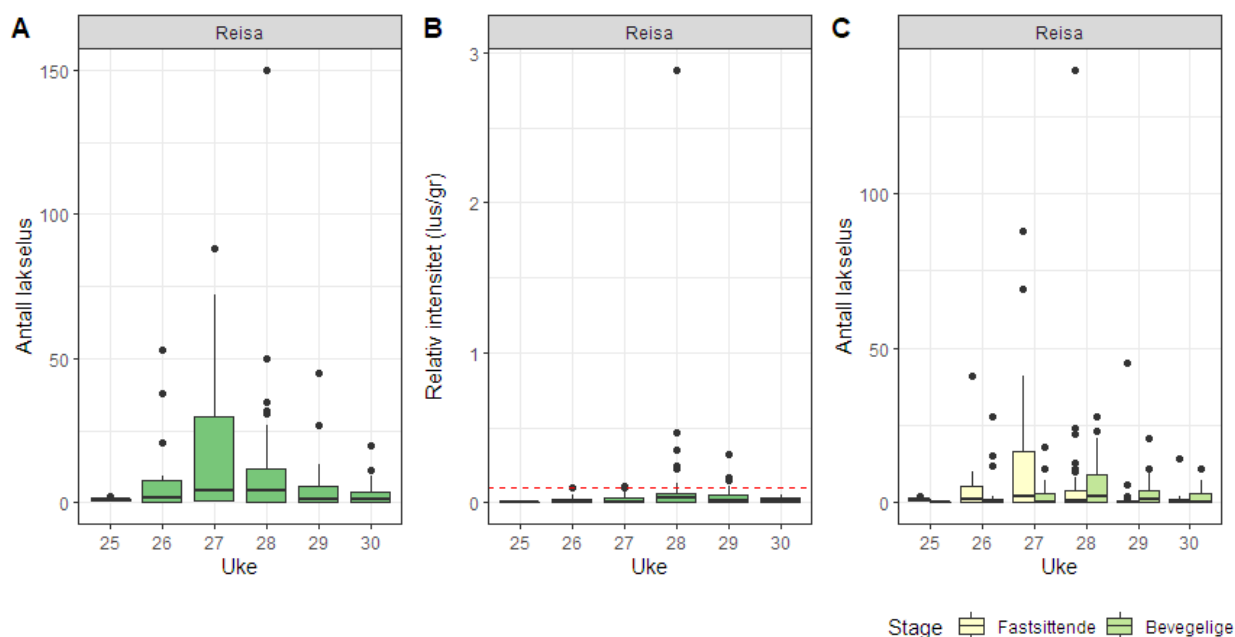 A
Reisa
150
100
50
0
Antall lakselus
25 26 27 28 29 30
Uke
B
Reisa
3
2
1
0
Relativ intensitet (lus/gr)
25 26 27 28 29 30
Uke
C
Reisa
100
50
0
Antall lakselus
25 26 27 28 29 30
Uke
Stage Fastsittende Bevegelige